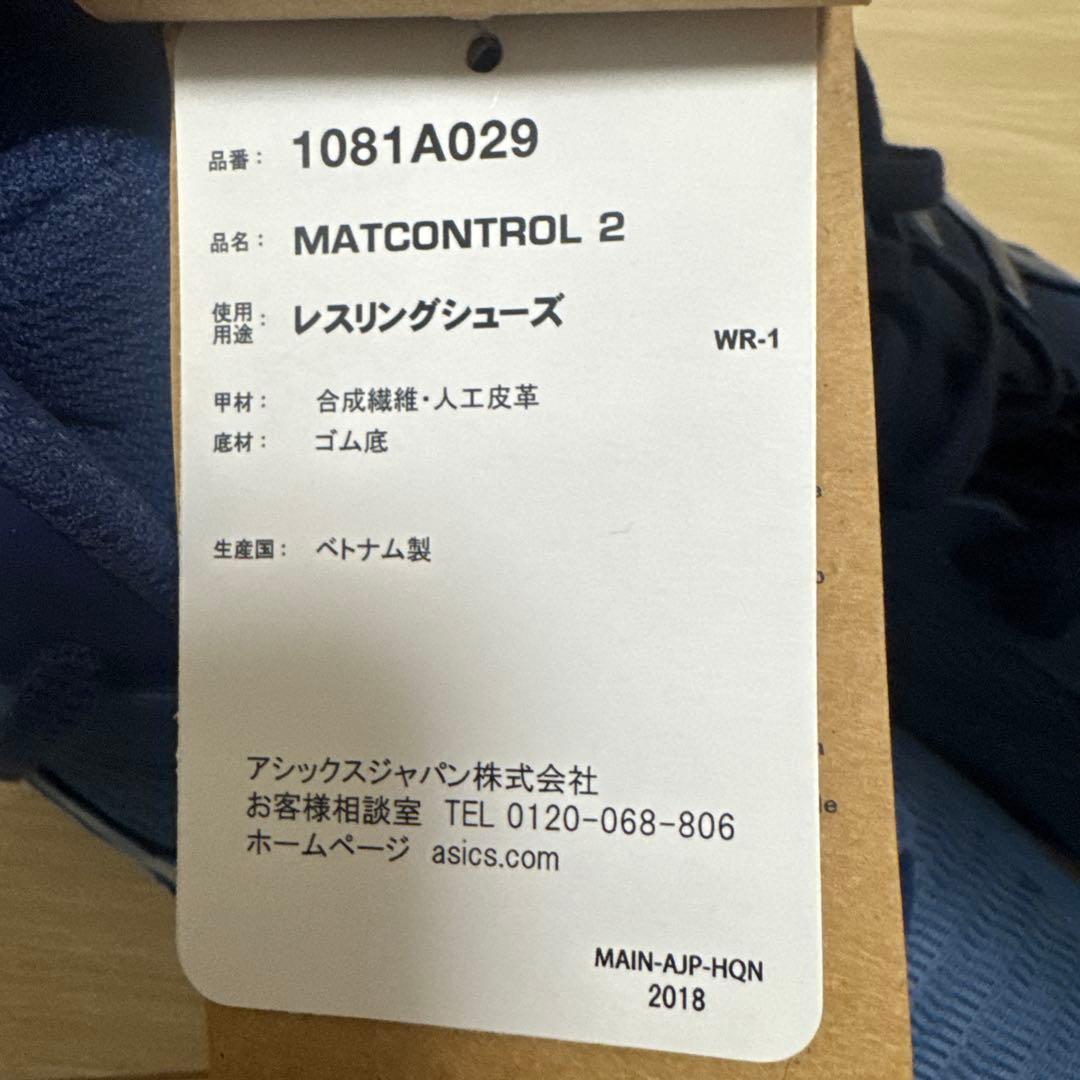 品番： 1081A029
品名： MATCONTROL 2
使用用途： レスリングシューズ
WR-1
甲材： 合成繊維・人工皮革
底材： ゴム底
生産国： ベトナム製
アシックスジャパン株式会社
お客様相談室 TEL 0120-068-806
ホームページ asics.com
MAIN-AJP-HQN
2018